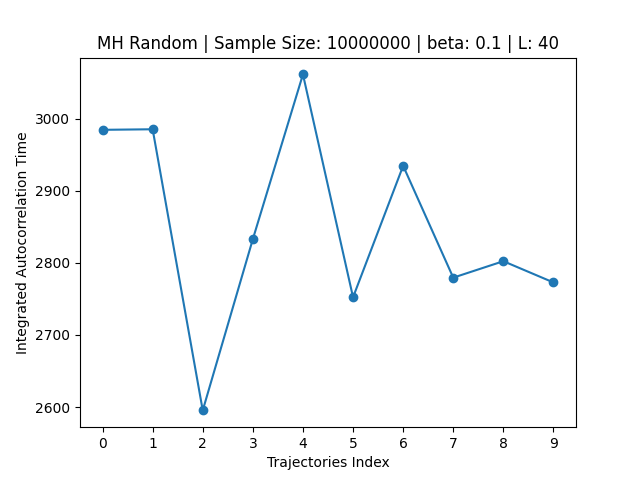 MH Random | Sample Size: 10000000 | beta: 0.1 | L: 40
Integrated Autocorrelation Time
3000
2900
2800
2700
2600
0 1 2 3 4 5 6 7 8 9
Trajectories Index